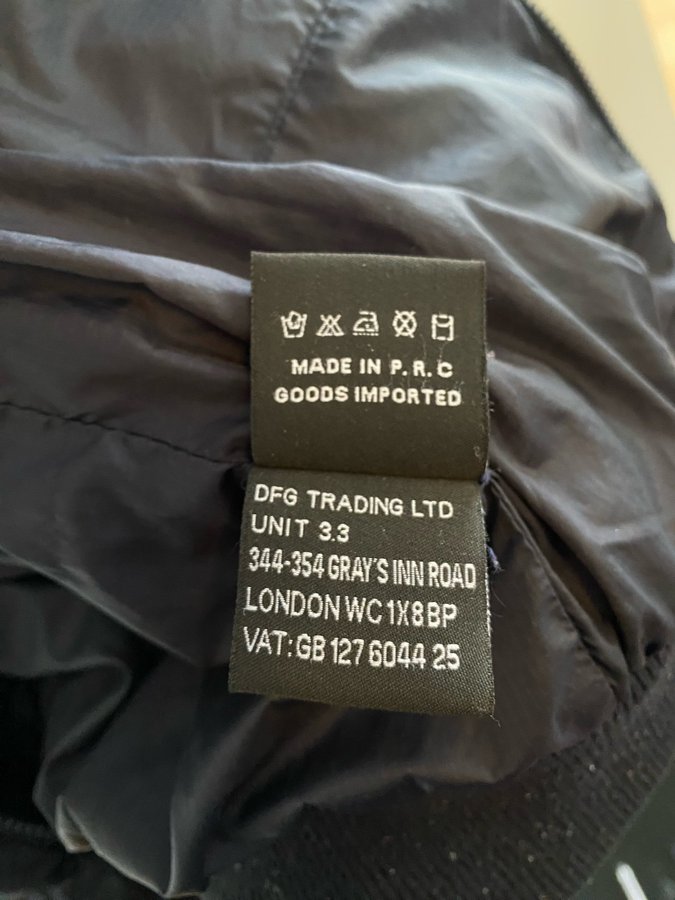 MADE IN P.R.C
GOODS IMPORTED
DFG TRADING LTD
UNIT 3.3
344-354 GRAY'S INN ROAD
LONDON WC1X8BP
VAT: GB 127 6044 25